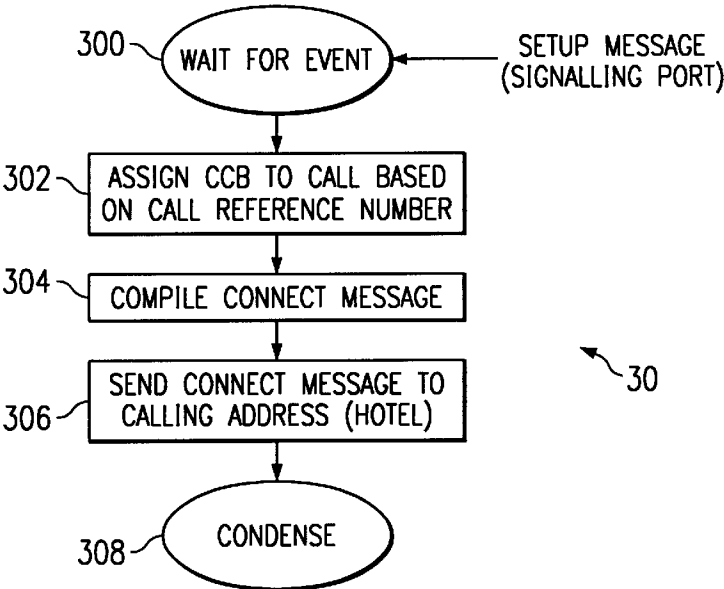 300
WAIT FOR EVENT
SETUP MESSAGE
(SIGNALLING PORT)
302
ASSIGN CCB TO CALL BASED
ON CALL REFERENCE NUMBER
304
COMPILE CONNECT MESSAGE
306
SEND CONNECT MESSAGE TO
CALLING ADDRESS (HOTEL)
30
308
CONDENSE